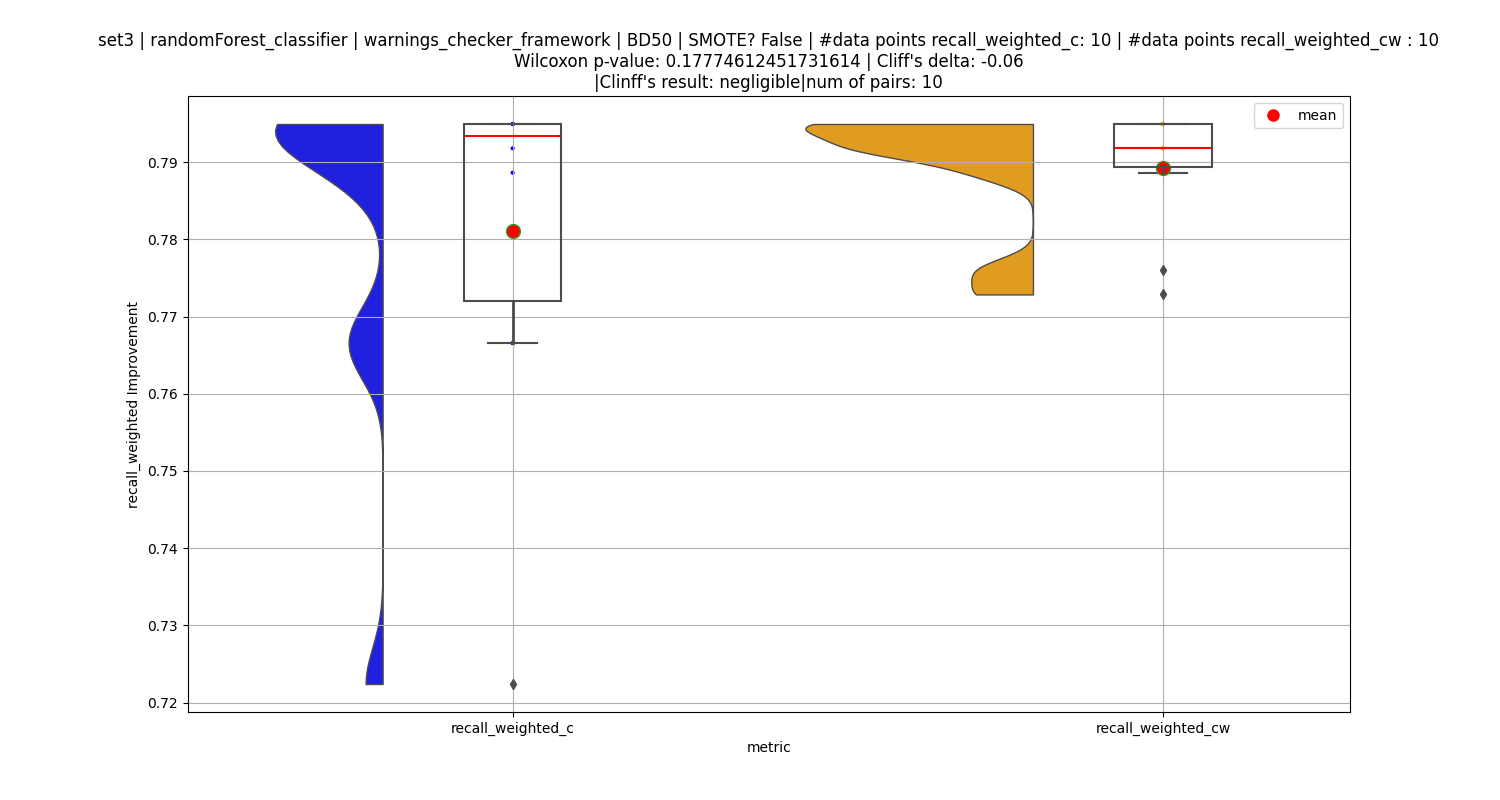 set3 | randomForest_classifier | warnings_checker_framework | BD50 | SMOTE? False | #data points recall_weighted_c: 10 | #data points recall_weighted_cw : 10
Wilcoxon p-value: 0.17774612451731614 | Cliff's delta: -0.06
|Clinff's result: negligible|num of pairs: 10
mean
0.79
0.78
0.77
0.76
0.75
0.74
0.73
0.72
recall_weighted Improvement
recall_weighted_c
recall_weighted_cw
metric